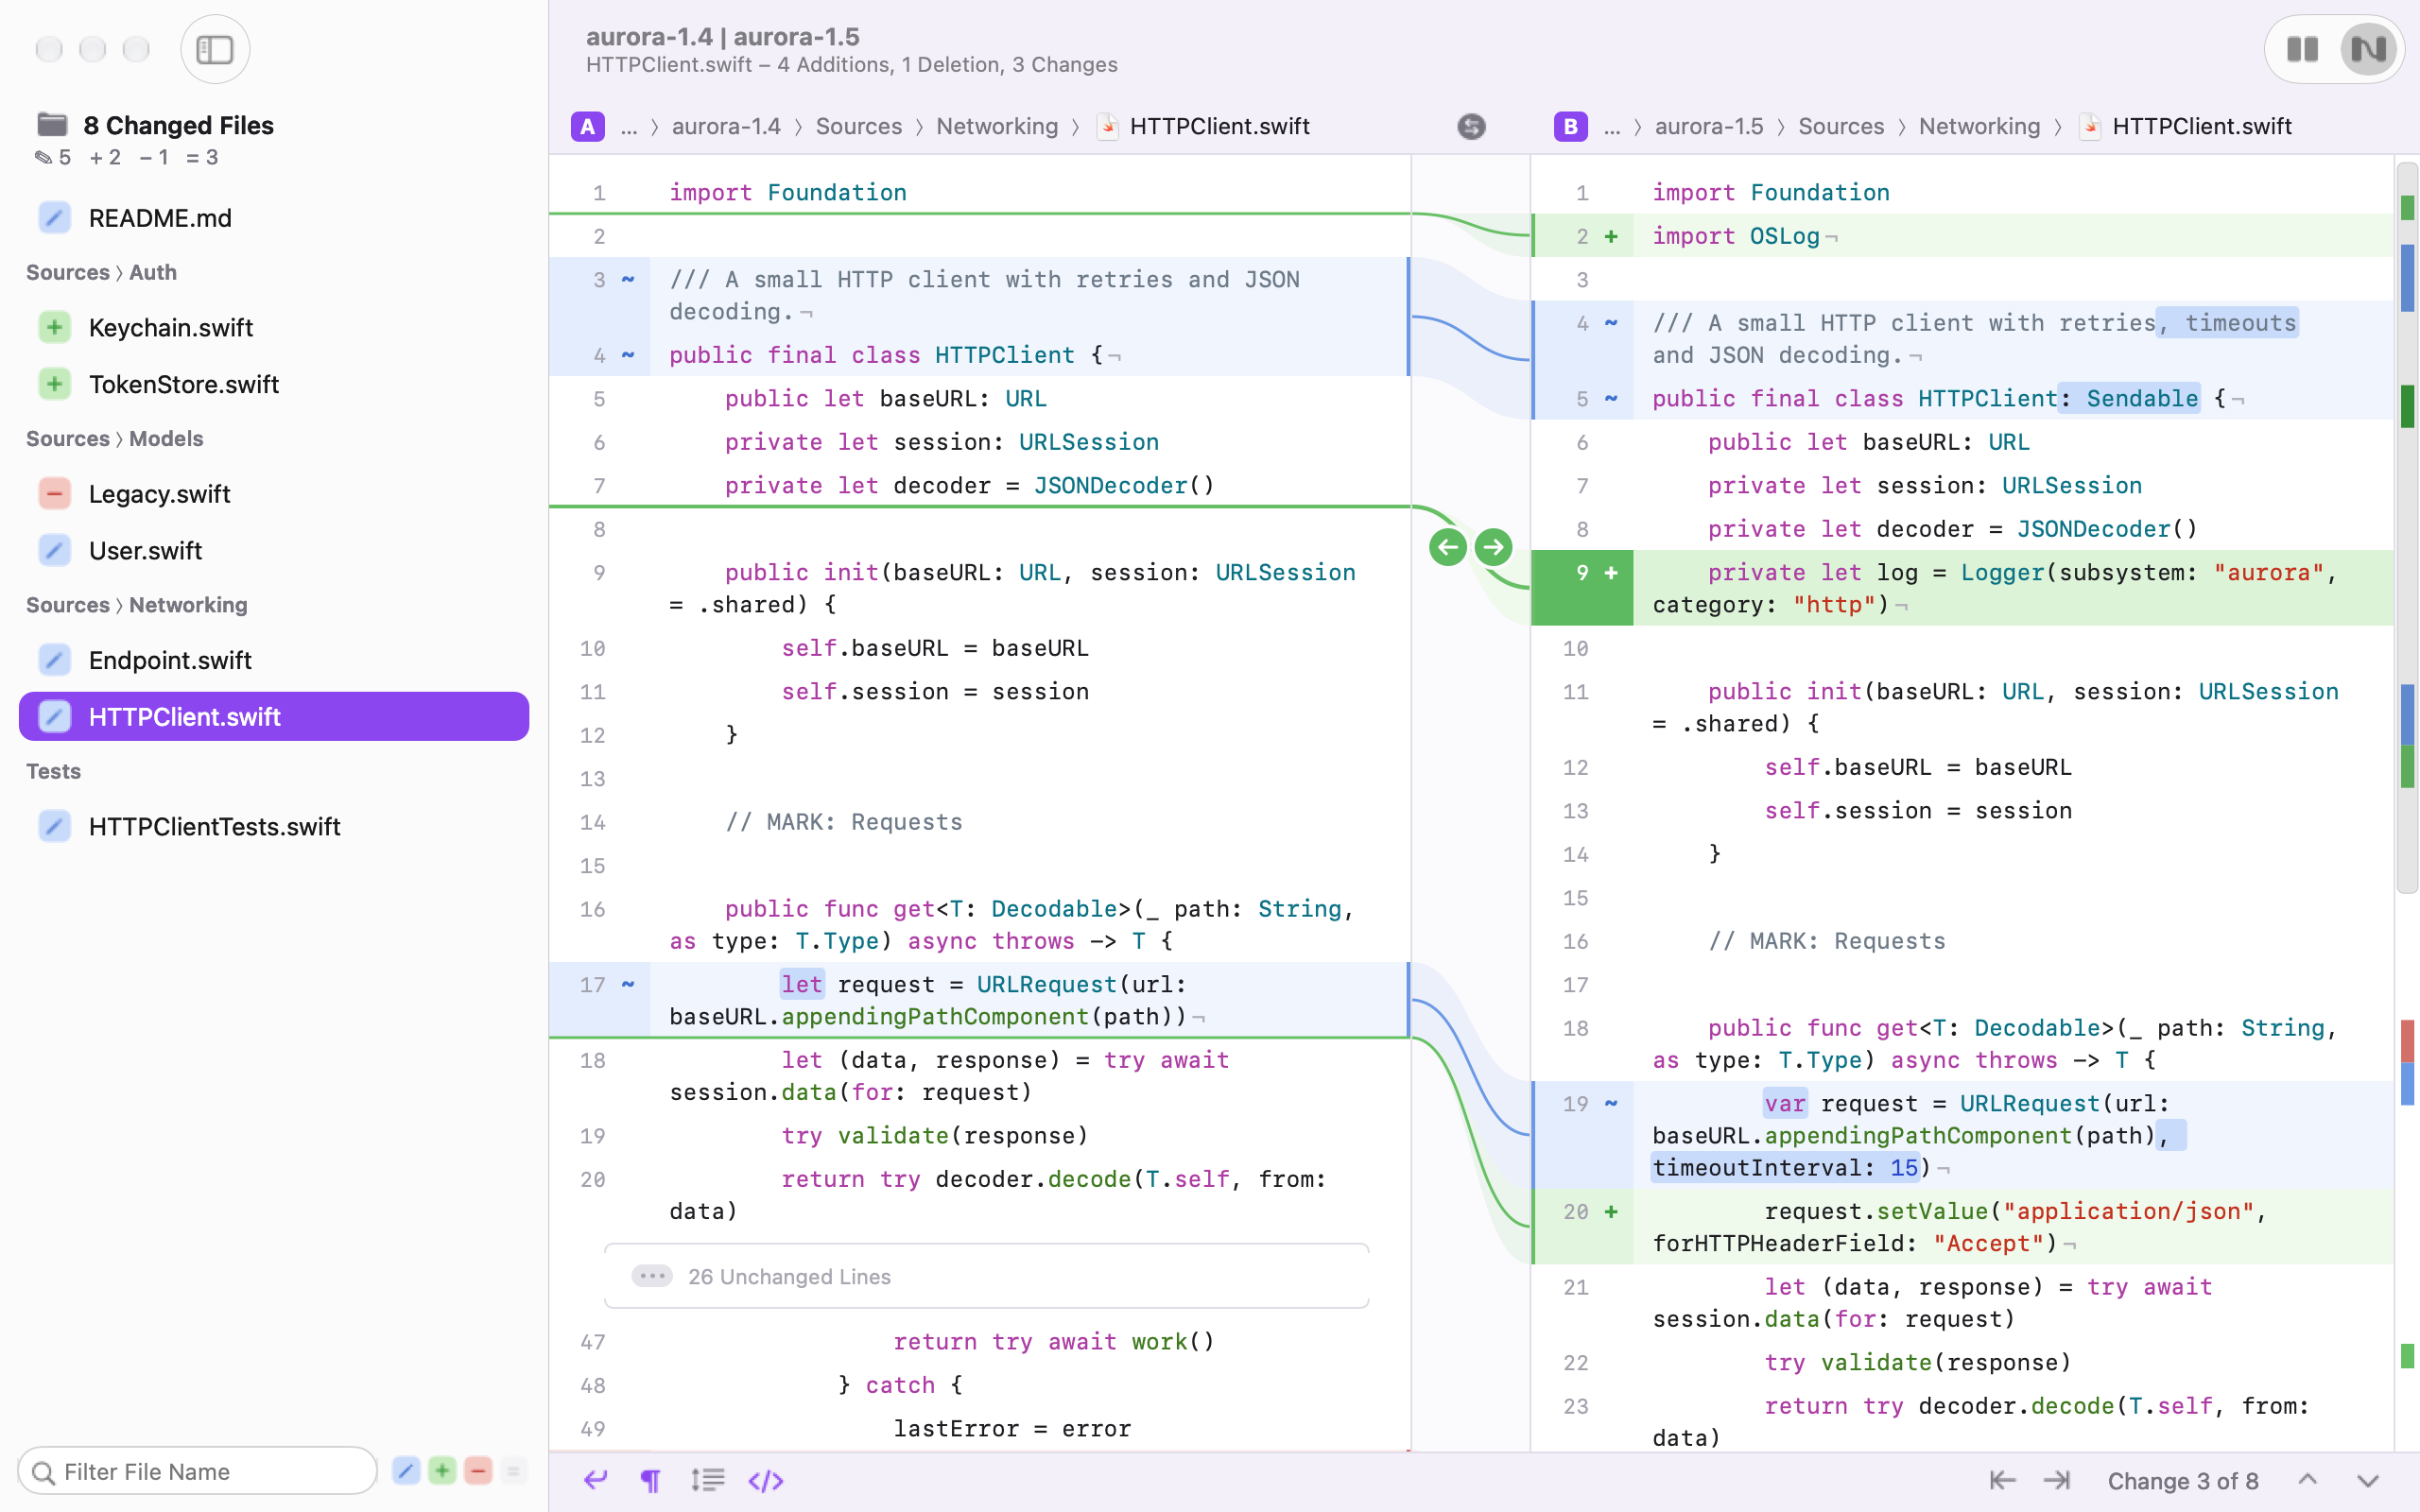 8 Changed Files
5 +2 −1 =3
README.md
Sources 〉 Auth
Keychain.swift
TokenStore.swift
Sources 〉 Models
Legacy.swift
User.swift
Sources 〉 Networking
Endpoint.swift
HTTPClient.swift
Tests
HTTPClientTests.swift
Filter File Name
aurora-1.4 | aurora-1.5
HTTPClient.swift – 4 Additions, 1 Deletion, 3 Changes
A … 〉 aurora-1.4 〉 Sources 〉 Networking 〉 HTTPClient.swift
1 import Foundation
2
3 ~ /// A small HTTP client with retries and JSON
decoding.¬
4 ~ public final class HTTPClient {¬
5 public let baseURL: URL
6 private let session: URLSession
7 private let decoder = JSONDecoder()
8
9 public init(baseURL: URL, session: URLSession
= .shared) {
10 self.baseURL = baseURL
11 self.session = session
12 }
13
14 // MARK: Requests
15
16 public func get<T: Decodable>(_ path: String,
as type: T.Type) async throws -> T {
17 ~ let request = URLRequest(url:
baseURL.appendingPathComponent(path))¬
18 let (data, response) = try await
session.data(for: request)
19 try validate(response)
20 return try decoder.decode(T.self, from:
data)
26 Unchanged Lines
47 return try await work()
48 } catch {
49 lastError = error
B … 〉 aurora-1.5 〉 Sources 〉 Networking 〉 HTTPClient.swift
1 import Foundation
2 + import OSLog¬
3
4 ~ /// A small HTTP client with retries, timeouts
and JSON decoding.¬
5 ~ public final class HTTPClient: Sendable {¬
6 public let baseURL: URL
7 private let session: URLSession
8 private let decoder = JSONDecoder()
9 + private let log = Logger(subsystem: "aurora",
category: "http")¬
10
11 public init(baseURL: URL, session: URLSession
= .shared) {
12 self.baseURL = baseURL
13 self.session = session
14 }
15
16 // MARK: Requests
17
18 public func get<T: Decodable>(_ path: String,
as type: T.Type) async throws -> T {
19 ~ var request = URLRequest(url:
baseURL.appendingPathComponent(path),
timeoutInterval: 15)¬
20 + request.setValue("application/json",
forHTTPHeaderField: "Accept")¬
21 let (data, response) = try await
session.data(for: request)
22 try validate(response)
23 return try decoder.decode(T.self, from:
data)
Change 3 of 8